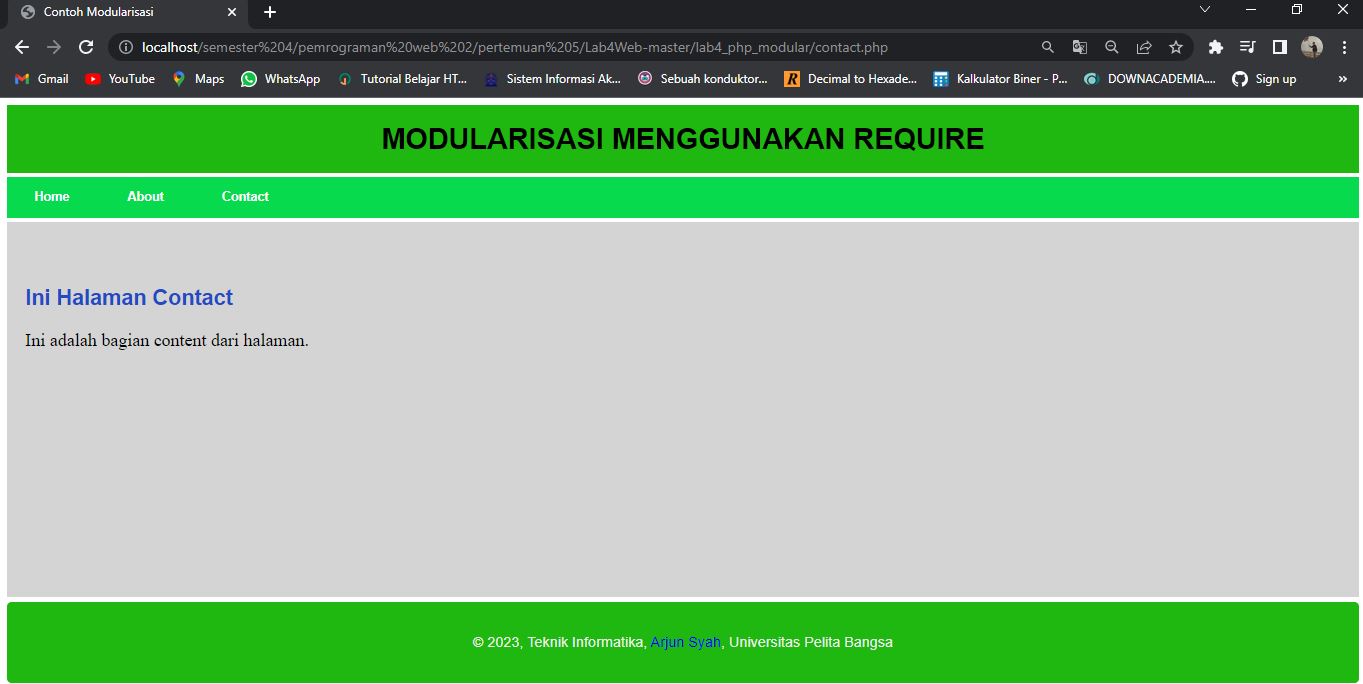 Contoh Modularisasi
localhost/semester%204/pemrograman%20web%202/pertemuan%205/Lab4Web-master/lab4_php_modular/contact.php
Gmail YouTube Maps WhatsApp Tutorial Belajar HT... Sistem Informasi Ak... Sebuah konduktor... Decimal to Hexade... Kalkulator Biner - P... DOWNACADEMIA.... Sign up »
MODULARISASI MENGGUNAKAN REQUIRE
Home About Contact
Ini Halaman Contact
Ini adalah bagian content dari halaman.
© 2023, Teknik Informatika, Arjun Syah, Universitas Pelita Bangsa